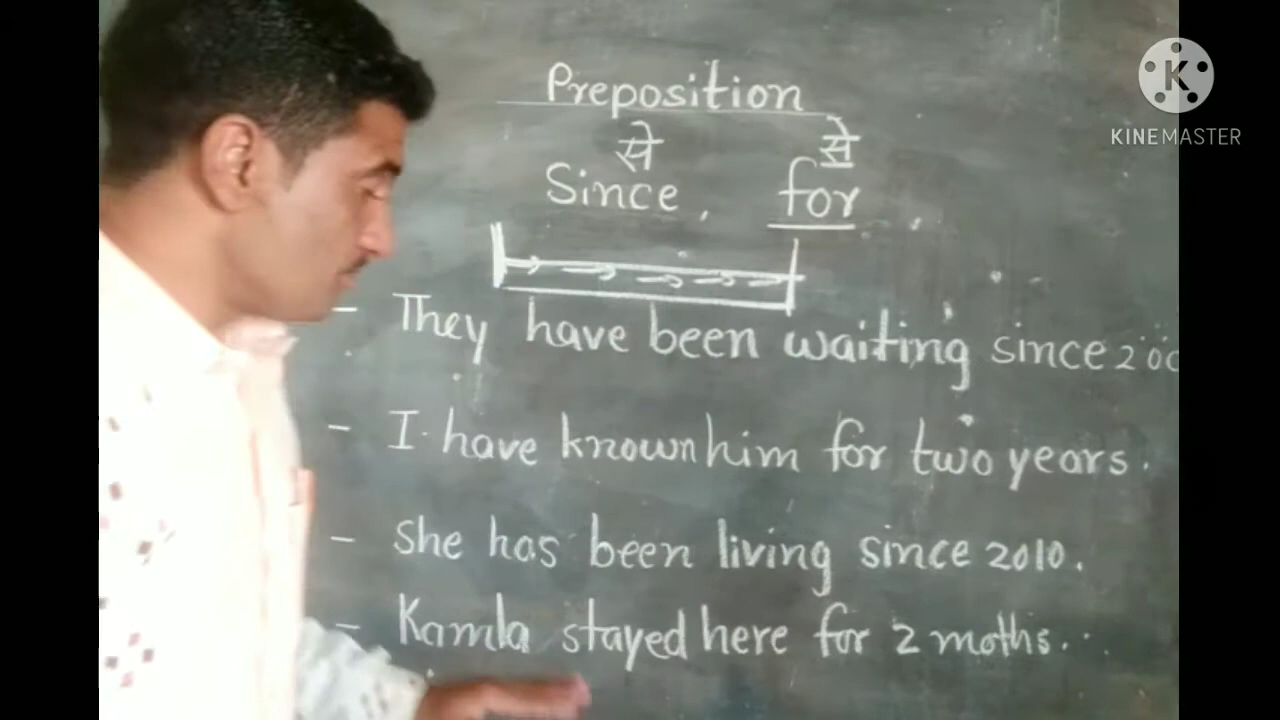 Preposition
से से
Since, for
- They have been waiting since
- I have known him for two years.
- She has been living since 2010.
- Kamla stayed here for 2 moths.
K
KINEMASTER